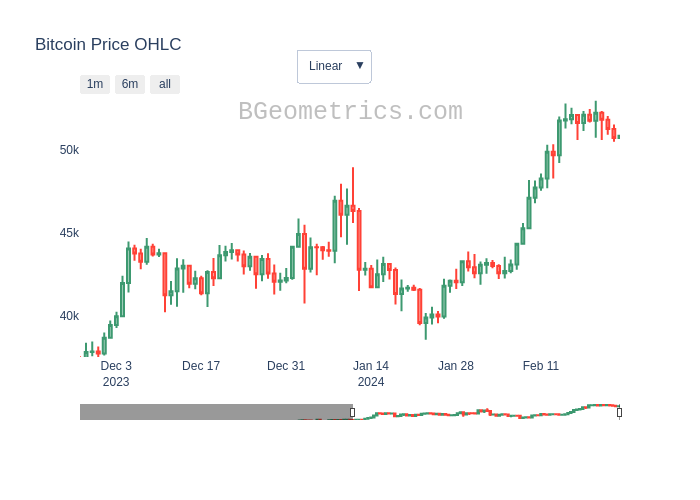 Bitcoin Price OHLC
Linear ▼
1m 6m all
BGeometrics.com
50k
45k
40k
Dec 3 Dec 17 Dec 31 Jan 14 Jan 28 Feb 11
2023 2024